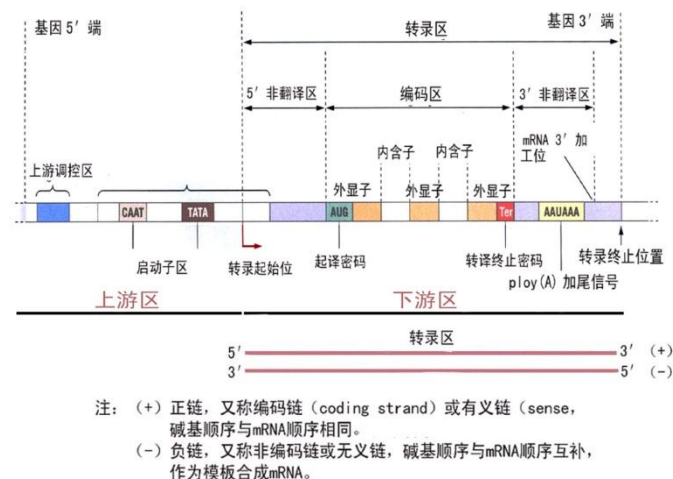 基因5′端
基因3′端
转录区
5′非翻译区
编码区
3′非翻译区
mRNA 3′加
工位
内含子
内含子
上游调控区
外显子
外显子
外显子
CAAT
TATA
AUG
Ter
AAUAAA
启动子区
转录起始位
起译密码
转译终止密码
转录终止位置
ploy(A)加尾信号
上游区
下游区
转录区
5′
3′ (+)
3′
5′ (-)
注: (+)正链，又称编码链（coding strand）或有义链（sense，
碱基顺序与mRNA顺序相同。
(-)负链，又称非编码链或无义链，碱基顺序与mRNA顺序互补，
作为模板合成mRNA。